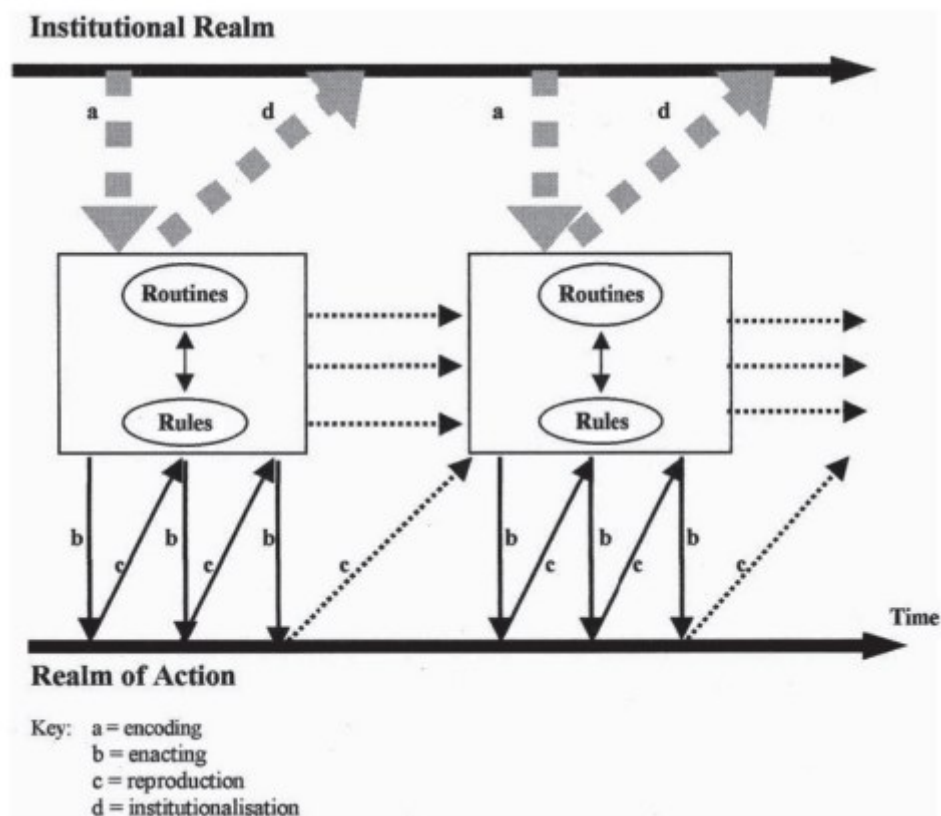 Institutional Realm
a
d
a
d
Routines
Routines
Rules
Rules
b
c
b
c
b
c
b
c
b
c
b
c
Time
Realm of Action
Key: a = encoding
b = enacting
c = reproduction
d = institutionalisation